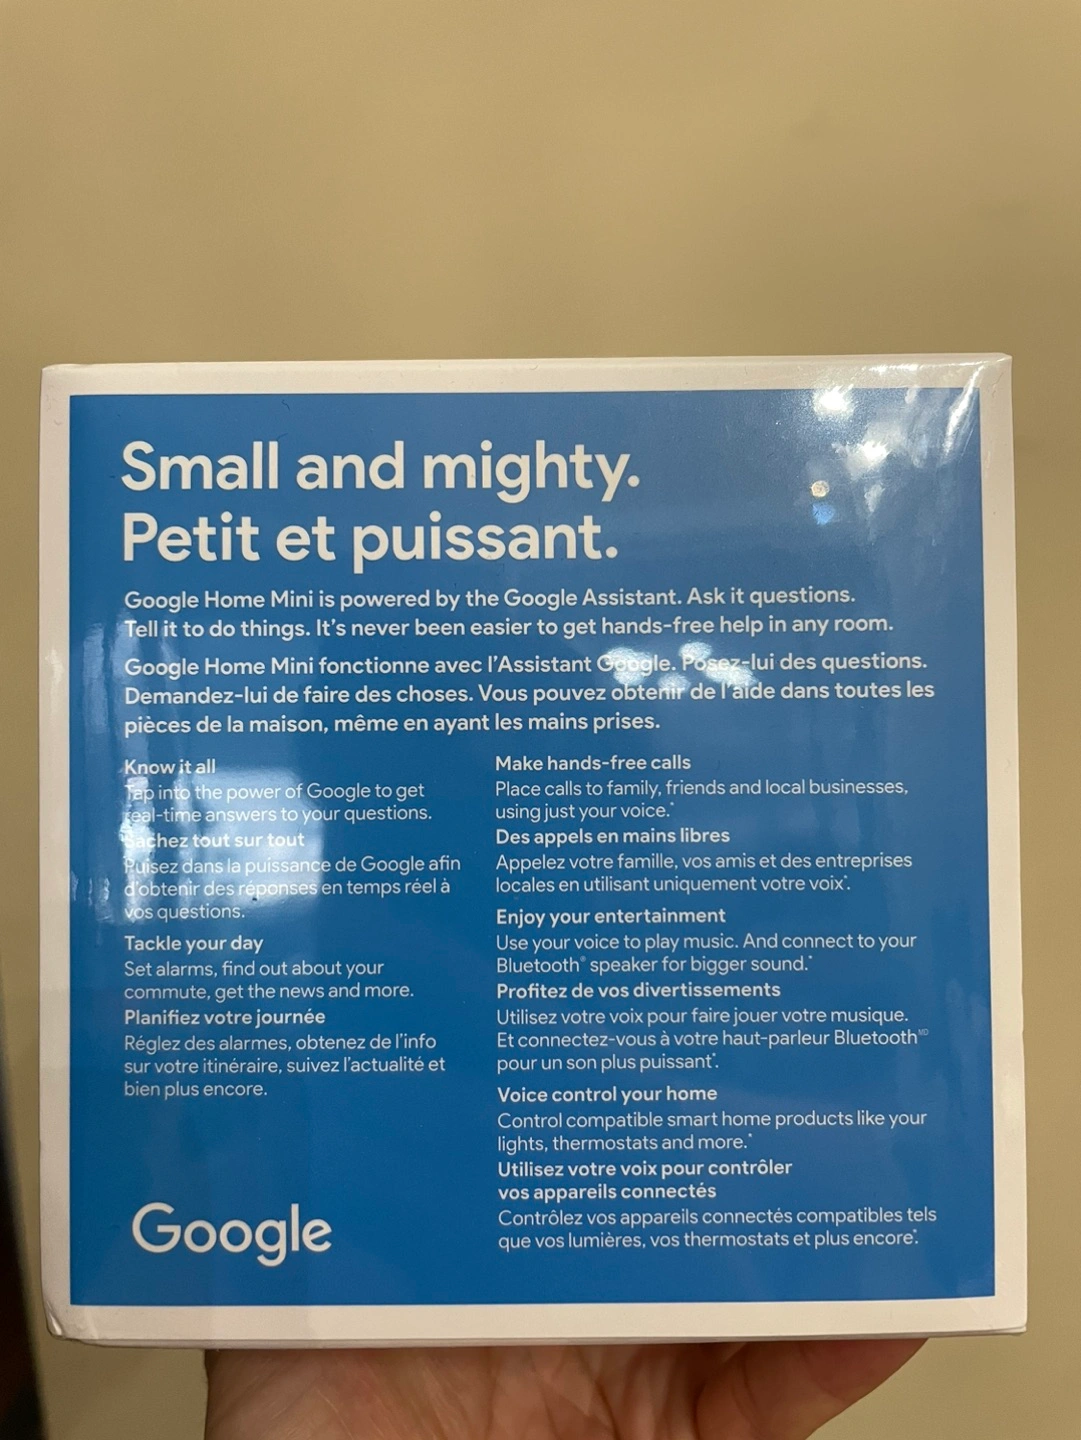 Small and mighty.
Petit et puissant.
Google Home Mini is powered by the Google Assistant. Ask it questions.
Tell it to do things. It's never been easier to get hands-free help in any room.
Google Home Mini fonctionne avec l'Assistant Google. Posez-lui des questions.
Demandez-lui de faire des choses. Vous pouvez obtenir de l'aide dans toutes les
pièces de la maison, même en ayant les mains prises.
Know it all
Tap into the power of Google to get
real-time answers to your questions.
Sachez tout sur tout
Puisez dans la puissance de Google afin
d'obtenir des réponses en temps réel à
vos questions.
Tackle your day
Set alarms, find out about your
commute, get the news and more.
Planifiez votre journée
Réglez des alarmes, obtenez de l'info
sur votre itinéraire, suivez l'actualité et
bien plus encore.
Make hands-free calls
Place calls to family, friends and local businesses,
using just your voice.*
Des appels en mains libres
Appelez votre famille, vos amis et des entreprises
locales en utilisant uniquement votre voix*.
Enjoy your entertainment
Use your voice to play music. And connect to your
Bluetooth® speaker for bigger sound.*
Profitez de vos divertissements
Utilisez votre voix pour faire jouer votre musique.
Et connectez-vous à votre haut-parleur Bluetooth MD
pour un son plus puissant*.
Voice control your home
Control compatible smart home products like your
lights, thermostats and more.*
Utilisez votre voix pour contrôler
vos appareils connectés
Contrôlez vos appareils connectés compatibles tels
que vos lumières, vos thermostats et plus encore*.
Google